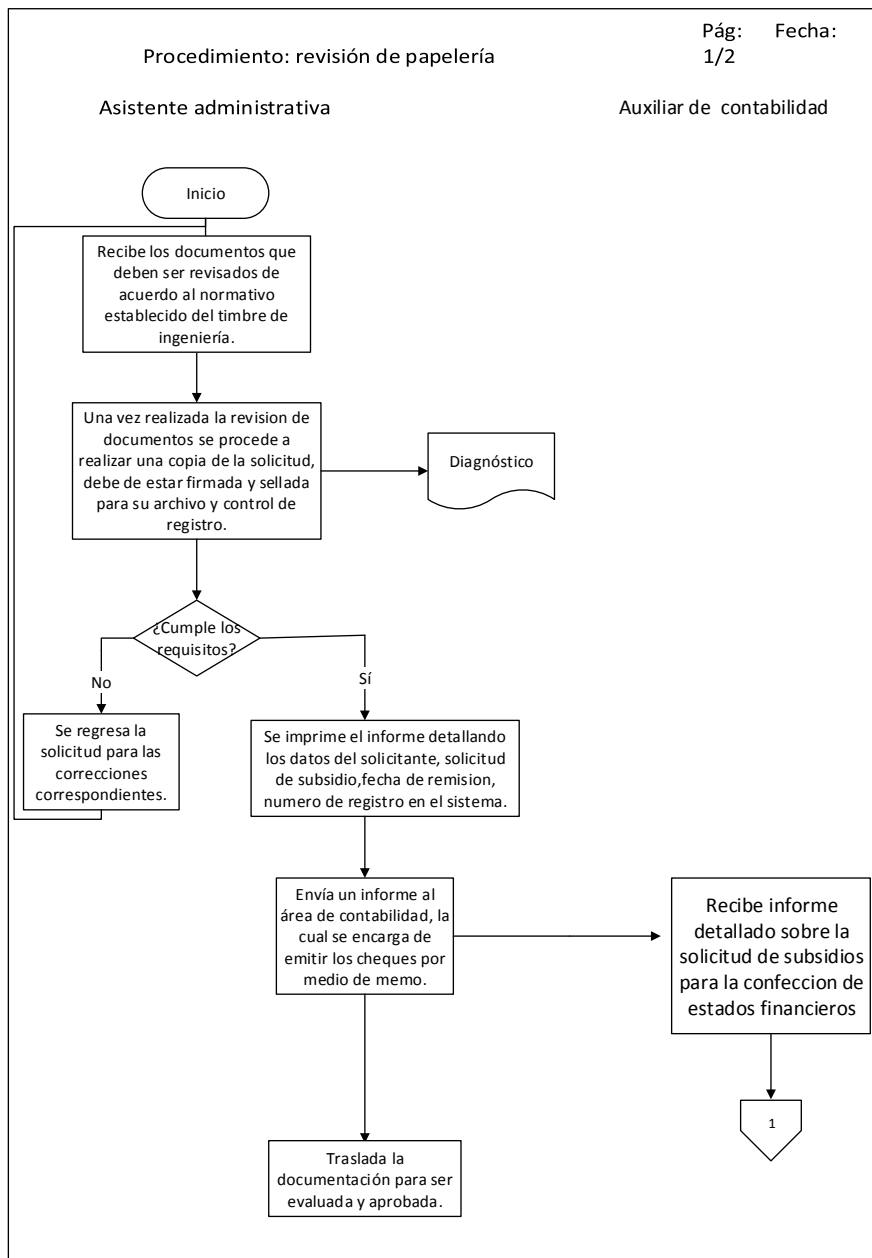 Procedimiento: revisión de papelería
Pág: Fecha:
1/2
Asistente administrativa
Auxiliar de contabilidad
Inicio
Recibe los documentos que
deben ser revisados de
acuerdo al normativo
establecido del timbre de
ingeniería.
Una vez realizada la revision de
documentos se procede a
realizar una copia de la solicitud,
debe de estar firmada y sellada
para su archivo y control de
registro.
Diagnóstico
¿Cumple los
requisitos?
No
Sí
Se regresa la
solicitud para las
correcciones
correspondientes.
Se imprime el informe detallando
los datos del solicitante, solicitud
de subsidio,fecha de remision,
numero de registro en el sistema.
Envía un informe al
área de contabilidad, la
cual se encarga de
emitir los cheques por
medio de memo.
Recibe informe
detallado sobre la
solicitud de subsidios
para la confeccion de
estados financieros
1
Traslada la
documentación para ser
evaluada y aprobada.